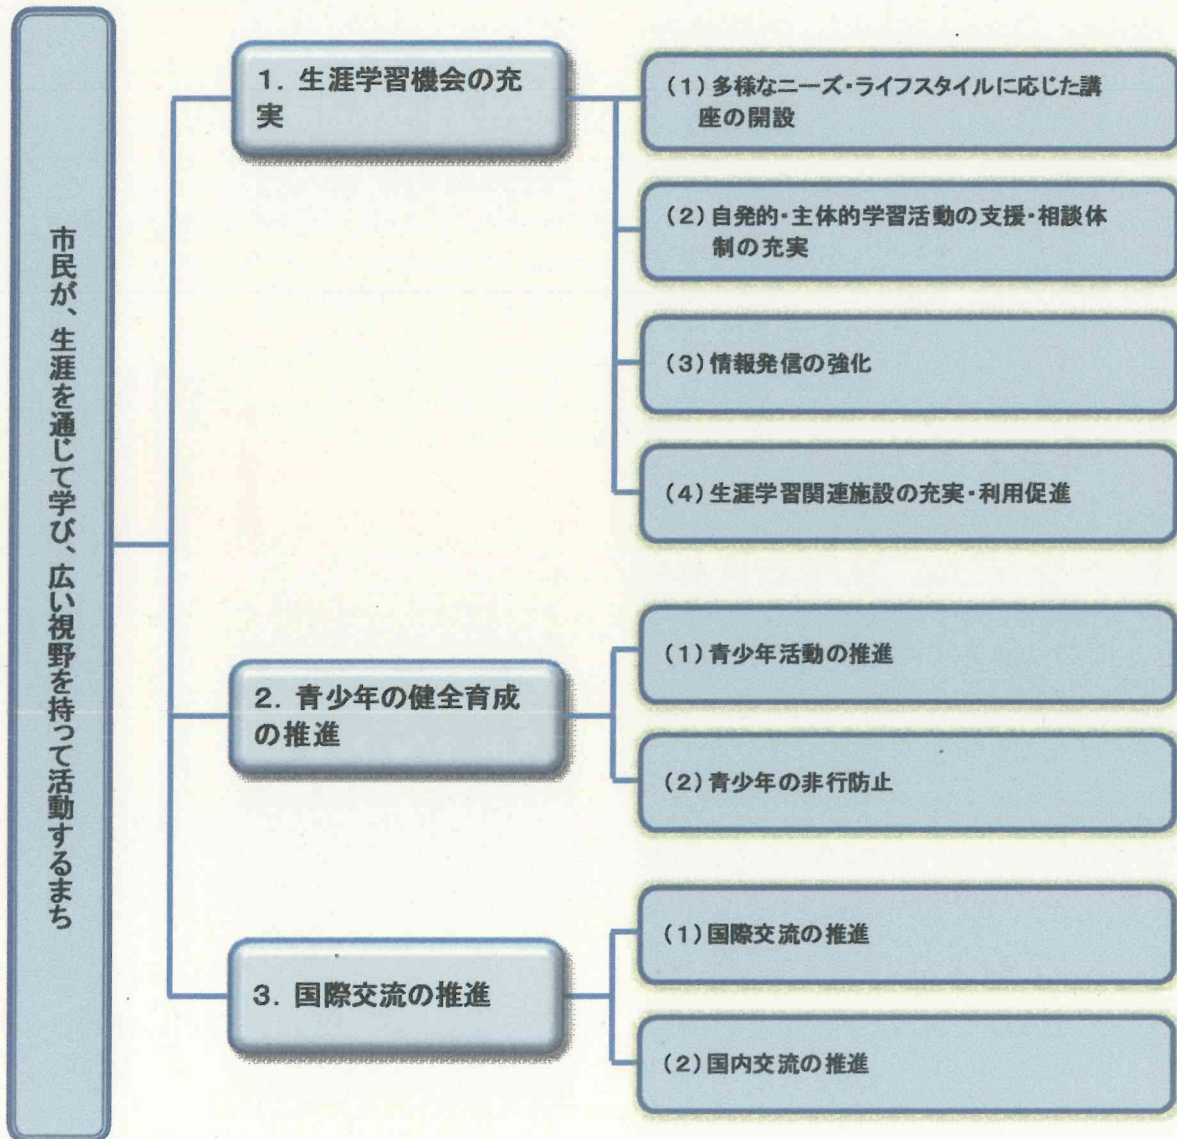 市民が、生涯を通じて学び、広い視野を持って活動するまち
1. 生涯学習機会の充
実
(1)多様なニーズ・ライフスタイルに応じた講
座の開設
(2)自発的・主体的学習活動の支援・相談体
制の充実
(3)情報発信の強化
(4)生涯学習関連施設の充実・利用促進
2. 青少年の健全育成
の推進
(1)青少年活動の推進
(2)青少年の非行防止
3. 国際交流の推進
(1)国際交流の推進
(2)国内交流の推進